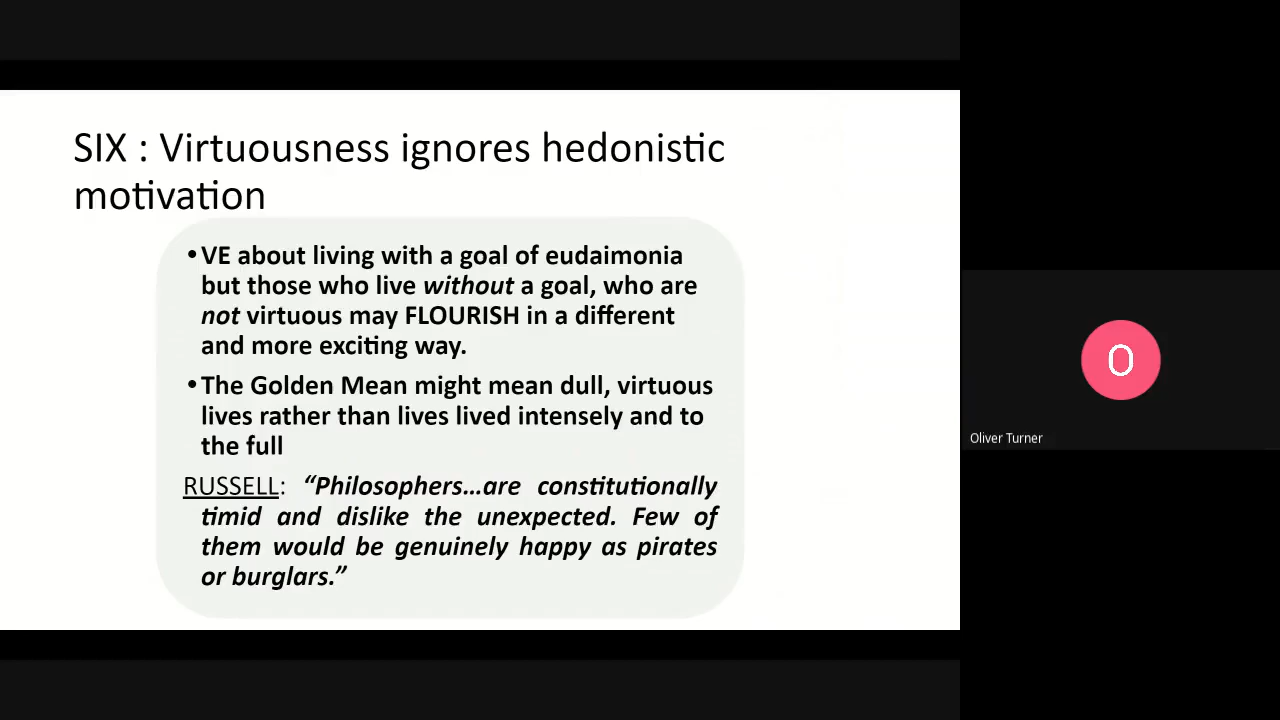 SIX : Virtuousness ignores hedonistic
motivation
•VE about living with a goal of eudaimonia
but those who live without a goal, who are
not virtuous may FLOURISH in a different
and more exciting way.
•The Golden Mean might mean dull, virtuous
lives rather than lives lived intensely and to
the full
RUSSELL: “Philosophers…are constitutionally
timid and dislike the unexpected. Few of
them would be genuinely happy as pirates
or burglars.”
O
Oliver Turner